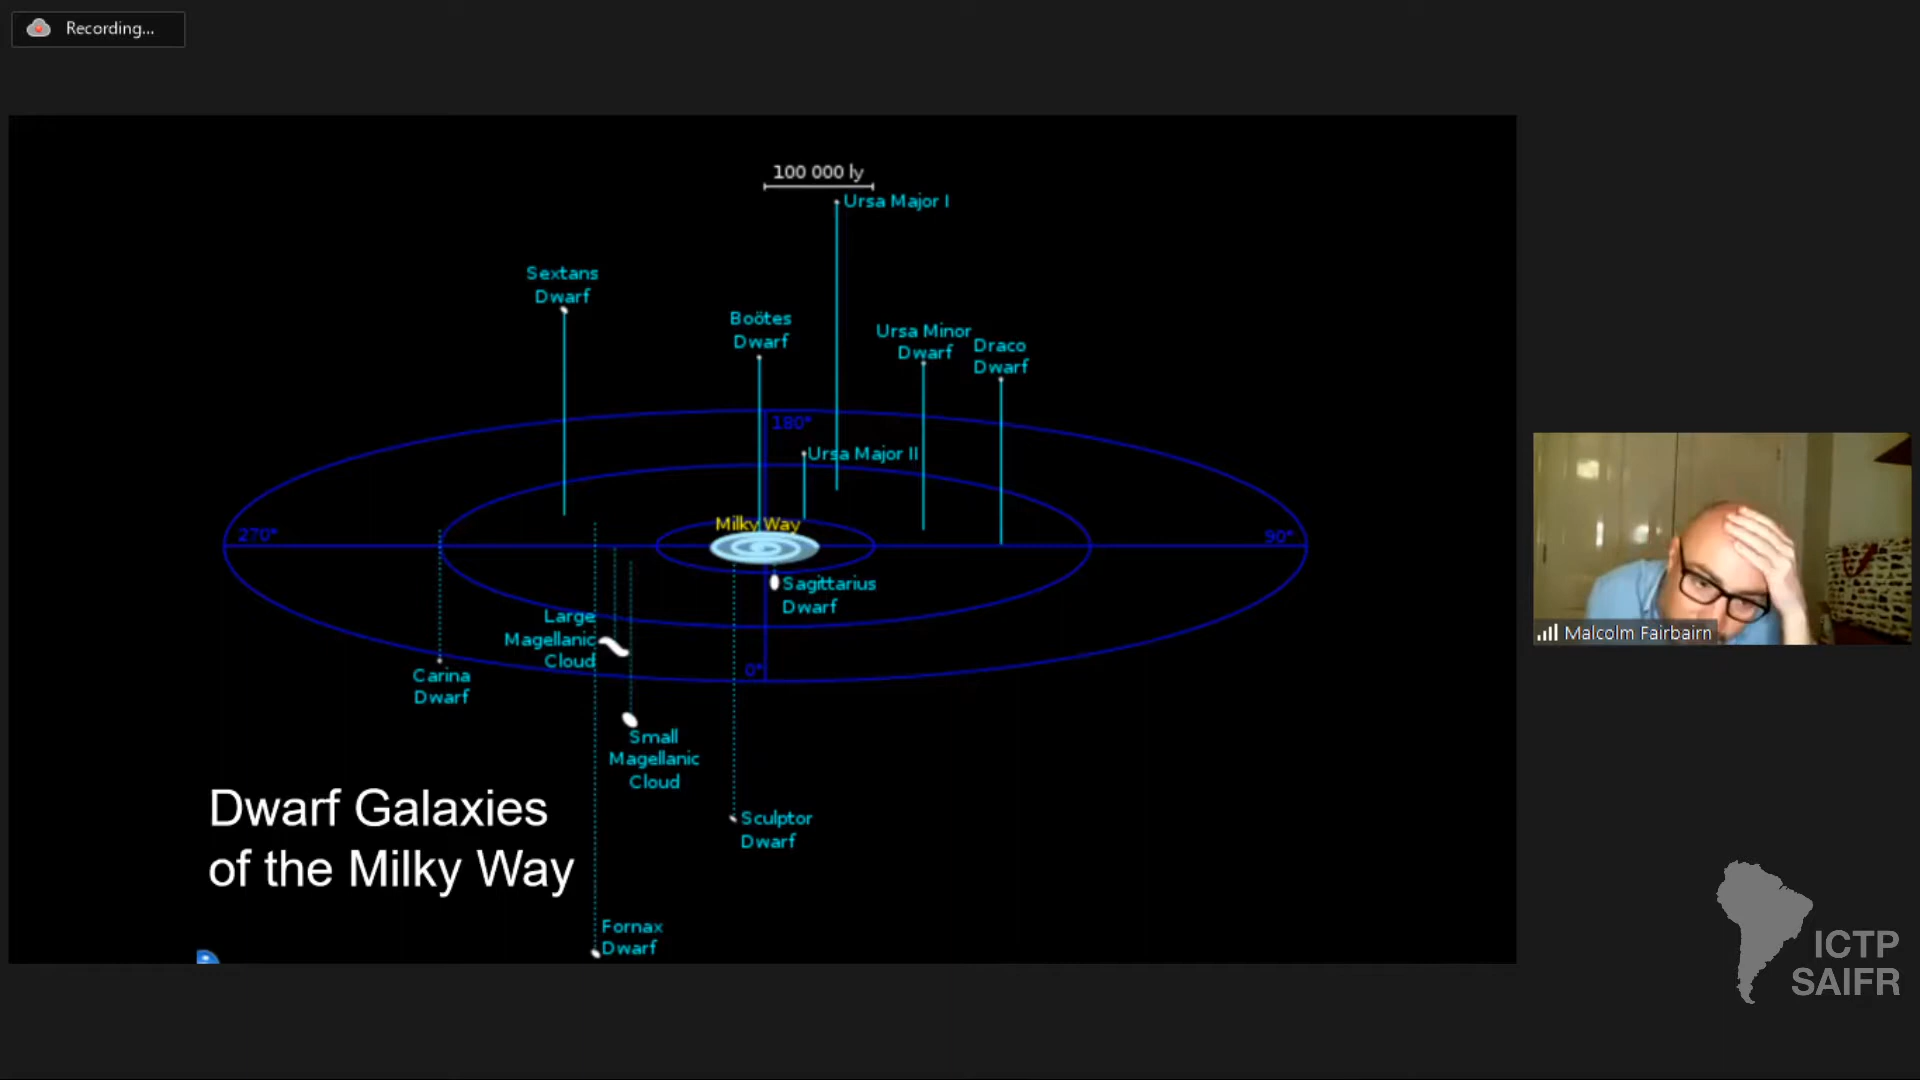 Recording...
100 000 ly
Ursa Major I
Sextans
Dwarf
Boötes
Dwarf
Ursa Minor
Dwarf
Draco
Dwarf
180°
Ursa Major II
Milky Way
270°
90°
Sagittarius
Dwarf
Large
Magellanic
Cloud
0°
Carina
Dwarf
Small
Magellanic
Cloud
Sculptor
Dwarf
Dwarf Galaxies
of the Milky Way
Fornax
Dwarf
Malcolm Fairbairn
ICTP
SAIFR